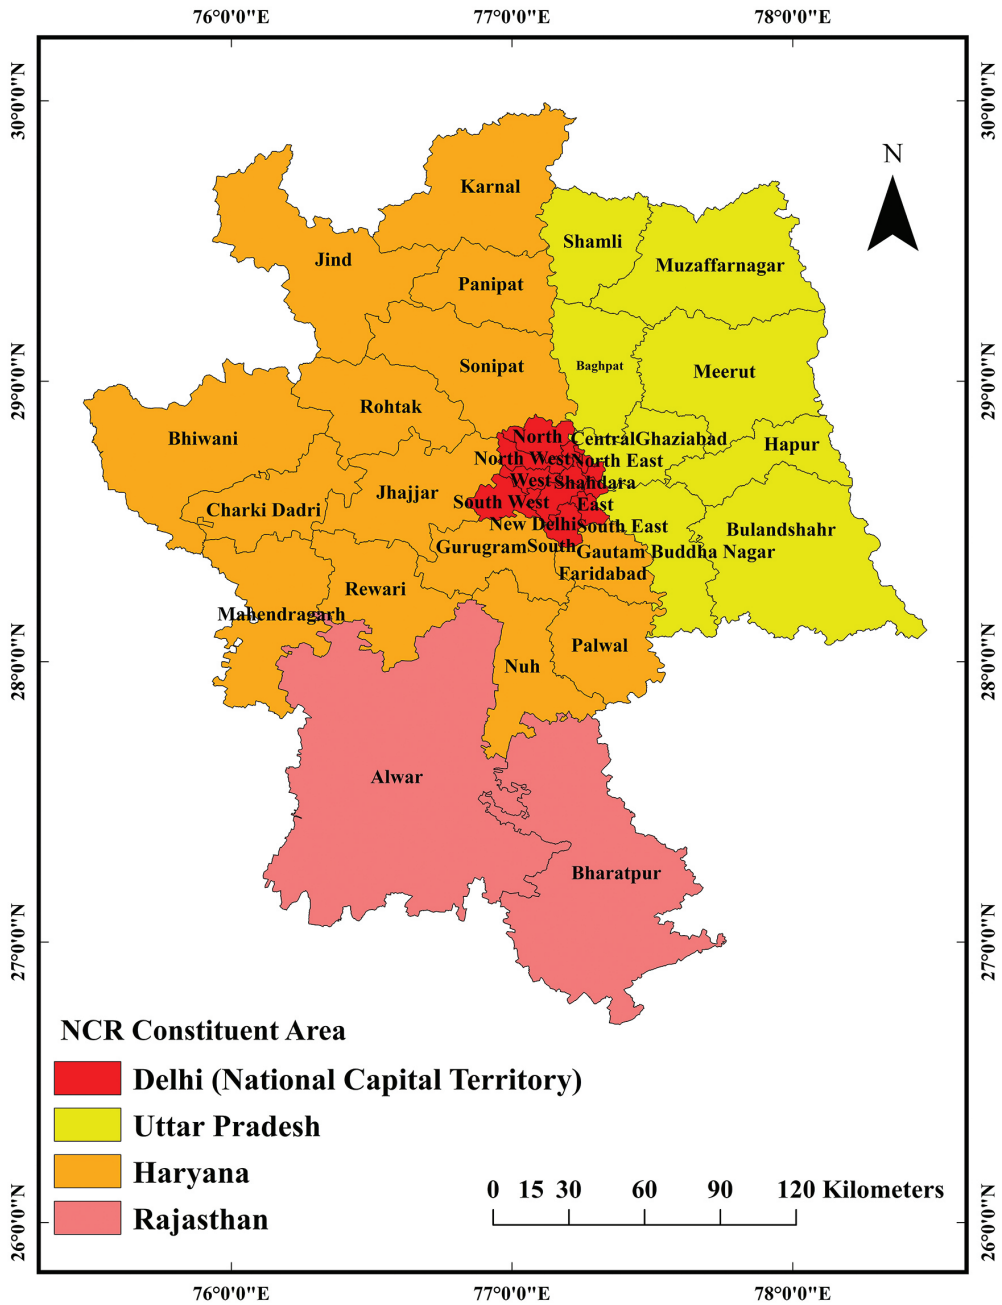 76°0'0"E 77°0'0"E 78°0'0"E
30°0'0"N 30°0'0"N
N
Karnal
Shamli
Jind
Muzaffarnagar
Panipat
Sonipat
Baghpat
Meerut
29°0'0"N 29°0'0"N
Rohtak
Bhiwani
North
Central
Ghaziabad
Hapur
North West
North East
West
Shahdara
Jhajjar
South West
East
Charki Dadri
New Delhi
South East
Bulandshahr
Gurugram
South
Gautam Buddha Nagar
Faridabad
Rewari
Mahendragarh
Palwal
Nuh
28°0'0"N 28°0'0"N
Alwar
Bharatpur
27°0'0"N 27°0'0"N
NCR Constituent Area
Delhi (National Capital Territory)
Uttar Pradesh
Haryana
Rajasthan
0 15 30 60 90 120 Kilometers
26°0'0"N 26°0'0"N
76°0'0"E 77°0'0"E 78°0'0"E